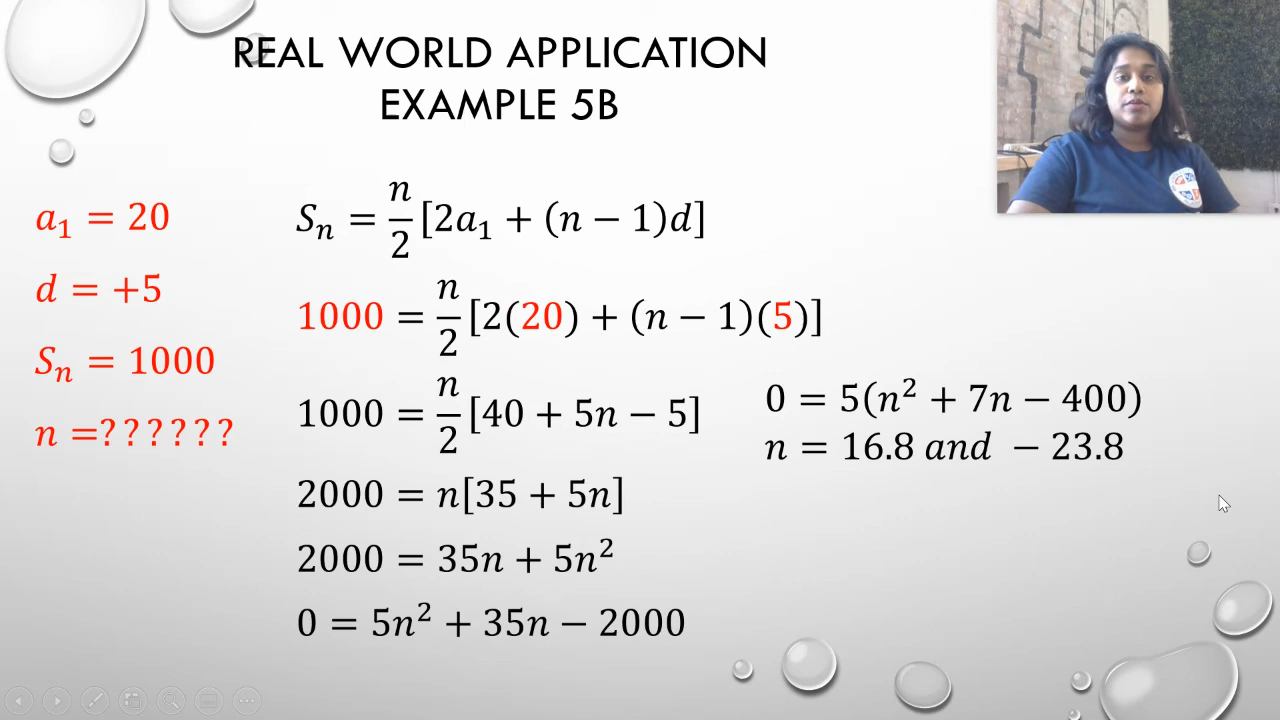 REAL WORLD APPLICATION
EXAMPLE 5B
a₁ = 20
d = +5
Sₙ = 1000
n =??????
Sₙ = n/2 [2a₁ + (n − 1)d]
1000 = n/2 [2(20) + (n − 1)(5)]
1000 = n/2 [40 + 5n − 5]
2000 = n[35 + 5n]
2000 = 35n + 5n²
0 = 5n² + 35n − 2000
0 = 5(n² + 7n − 400)
n = 16.8 and − 23.8